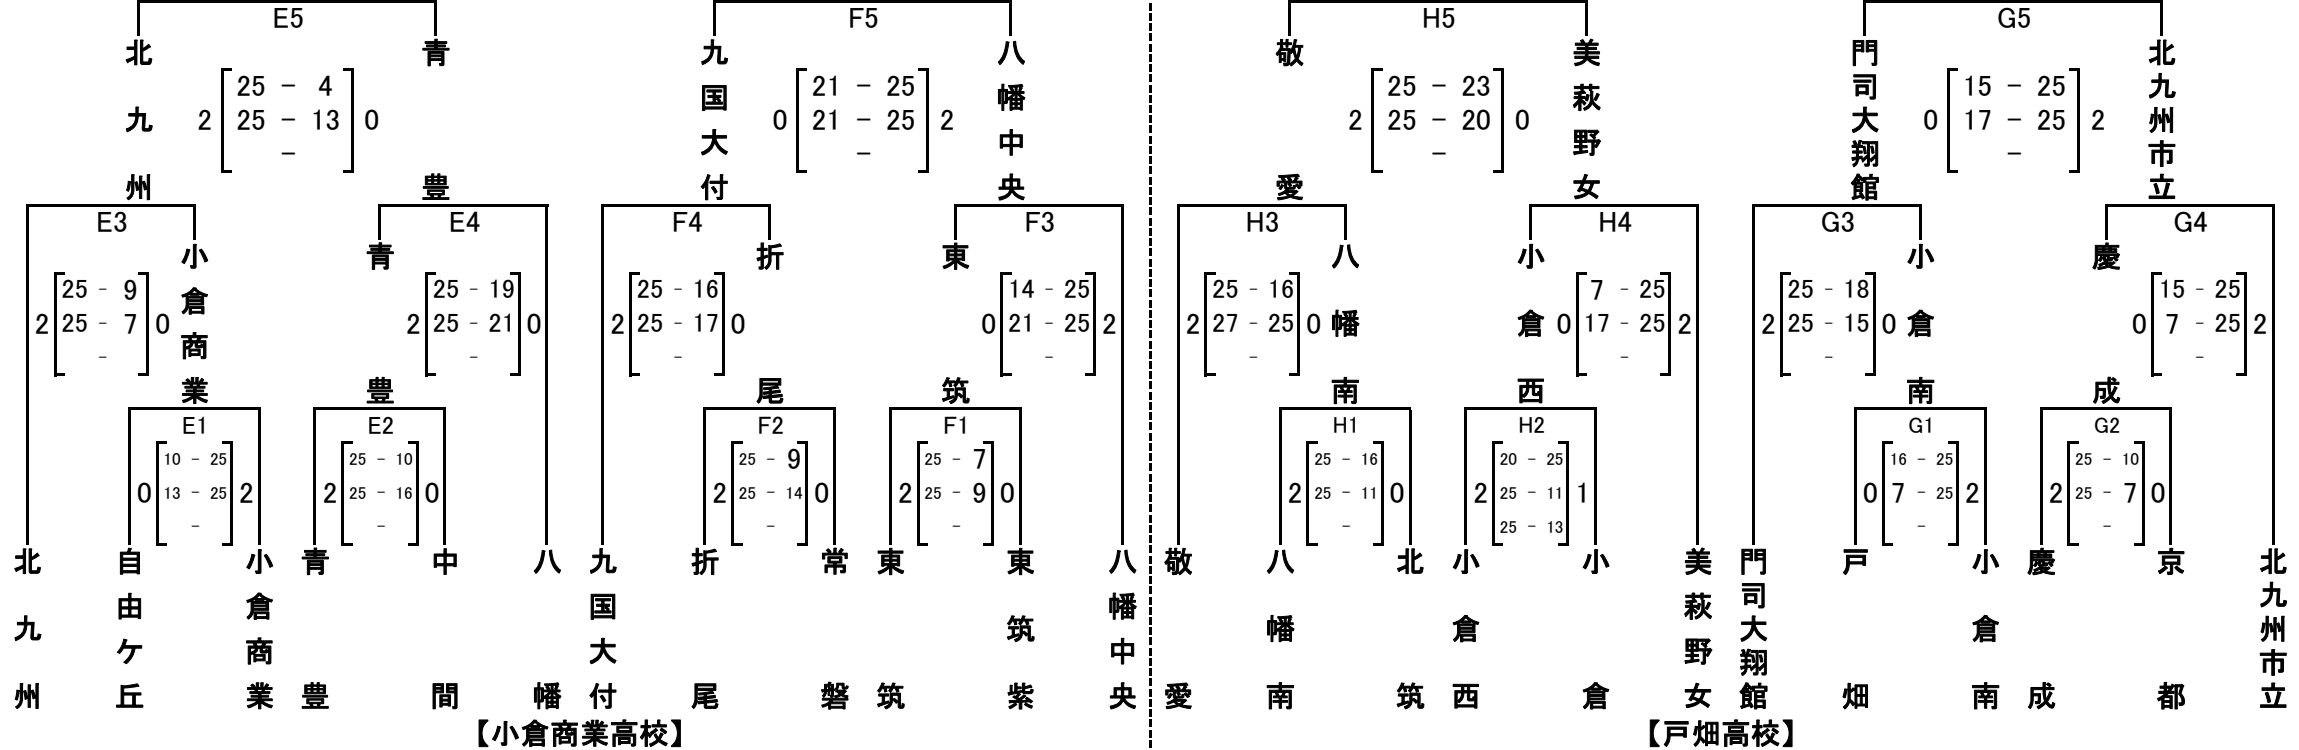 E5
F5
H5
G5
北九州
青豊
九国大付
八幡中央
敬愛
美萩野女
門司大翔館
北九州市立
2 25 - 4 0
25 - 13
-
0 21 - 25 2
21 - 25
-
2 25 - 23 0
25 - 20
-
0 15 - 25 2
17 - 25
-
E3
E4
F4
F3
H3
H4
G3
G4
小倉商業
青豊
折尾
東筑
八幡南
小倉西
小倉南
慶成
2 25 - 9 0
25 - 7
-
2 25 - 19 0
25 - 21
-
2 25 - 16 0
25 - 17
-
0 14 - 25 2
21 - 25
-
2 25 - 16 0
27 - 25
-
0 7 - 25 2
17 - 25
-
2 25 - 18 0
25 - 15
-
0 15 - 25 2
7 - 25
-
E1
E2
F2
F1
H1
H2
G1
G2
0 10 - 25 2
13 - 25
-
2 25 - 10 0
25 - 16
-
2 25 - 9 0
25 - 14
-
2 25 - 7 0
25 - 9
-
2 25 - 16 0
25 - 11
-
2 20 - 25 1
25 - 11
25 - 13
0 16 - 25 2
7 - 25
-
2 25 - 10 0
25 - 7
-
北九州
自由ケ丘
小倉商業
青豊
中間
八幡
九国大付
折尾
常磐
東筑
東筑紫
八幡中央
敬愛
八幡南
北筑
小倉西
小倉
美萩野女
門司大翔館
戸畑
小倉南
慶成
京都
北九州市立
【小倉商業高校】
【戸畑高校】